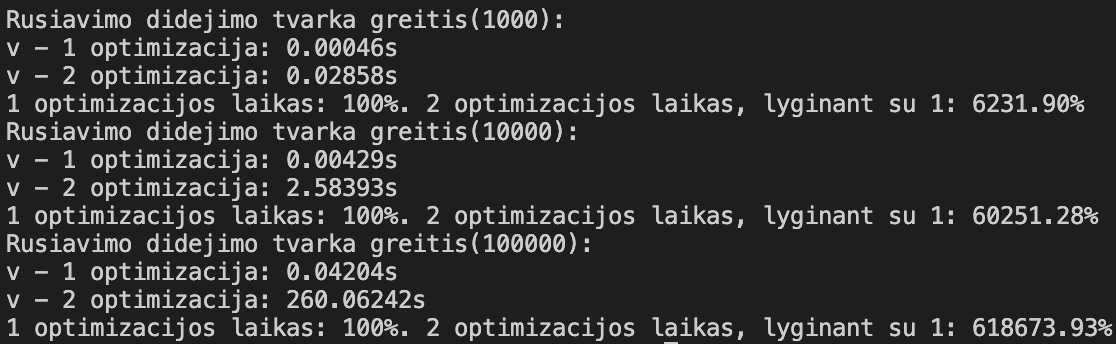 Rusiavimo didejimo tvarka greitis(1000):
v - 1 optimizacija: 0.00046s
v - 2 optimizacija: 0.02858s
1 optimizacijos laikas: 100%. 2 optimizacijos laikas, lyginant su 1: 6231.90%
Rusiavimo didejimo tvarka greitis(10000):
v - 1 optimizacija: 0.00429s
v - 2 optimizacija: 2.58393s
1 optimizacijos laikas: 100%. 2 optimizacijos laikas, lyginant su 1: 60251.28%
Rusiavimo didejimo tvarka greitis(100000):
v - 1 optimizacija: 0.04204s
v - 2 optimizacija: 260.06242s
1 optimizacijos laikas: 100%. 2 optimizacijos laikas, lyginant su 1: 618673.93%